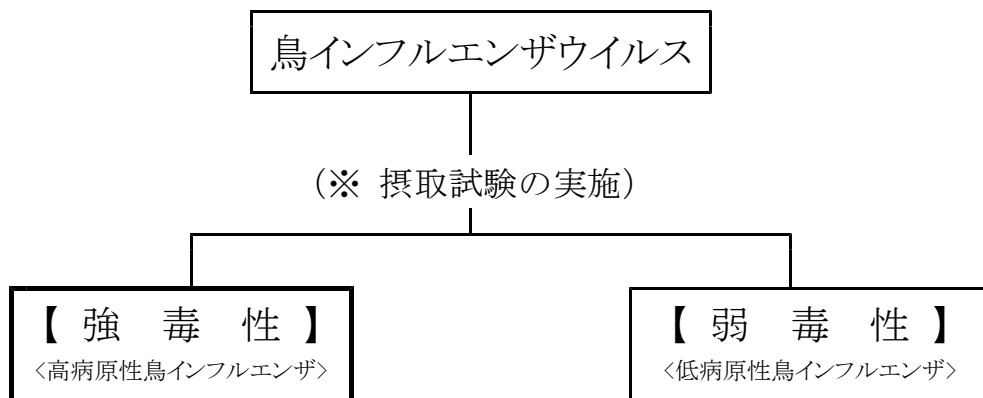 鳥インフルエンザウイルス
(※ 摂取試験の実施)
【 強 毒 性 】
<高病原性鳥インフルエンザ>
【 弱 毒 性 】
<低病原性鳥インフルエンザ>